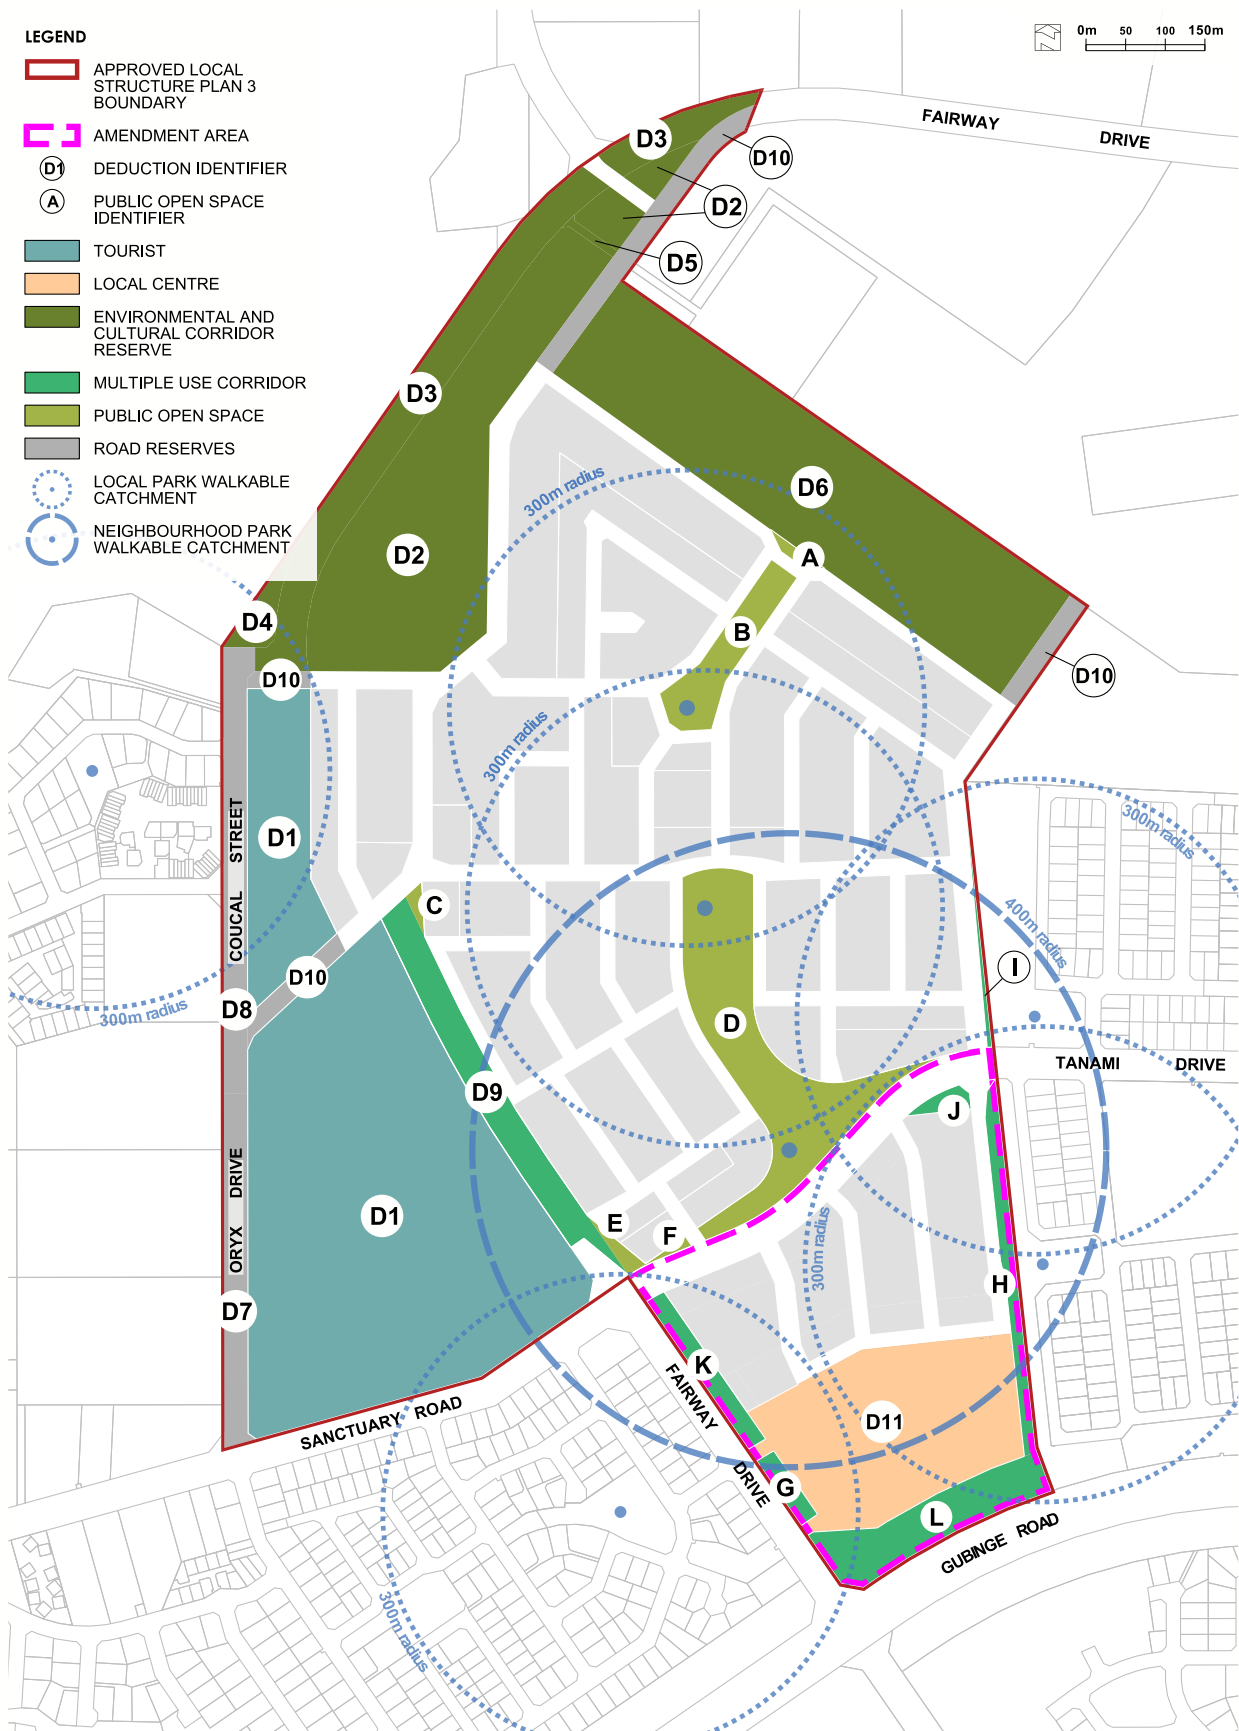 LEGEND
APPROVED LOCAL
STRUCTURE PLAN 3
BOUNDARY
AMENDMENT AREA
D1
DEDUCTION IDENTIFIER
A
PUBLIC OPEN SPACE
IDENTIFIER
TOURIST
LOCAL CENTRE
ENVIRONMENTAL AND
CULTURAL CORRIDOR
RESERVE
MULTIPLE USE CORRIDOR
PUBLIC OPEN SPACE
ROAD RESERVES
LOCAL PARK WALKABLE
CATCHMENT
NEIGHBOURHOOD PARK
WALKABLE CATCHMENT
0m 50 100 150m
FAIRWAY DRIVE
D3
D10
D2
D5
D3
300m radius
D6
D2
A
D4
B
D10
D10
300m radius
300m radius
COUCAL STREET
D1
C
400m radius
D10
I
D8
300m radius
D
TANAMI DRIVE
D9
J
ORYX DRIVE
D1
E
F
300m radius
H
D7
K
FAIRWAY DRIVE
SANCTUARY ROAD
D11
G
L
GUBINGE ROAD
300m radius